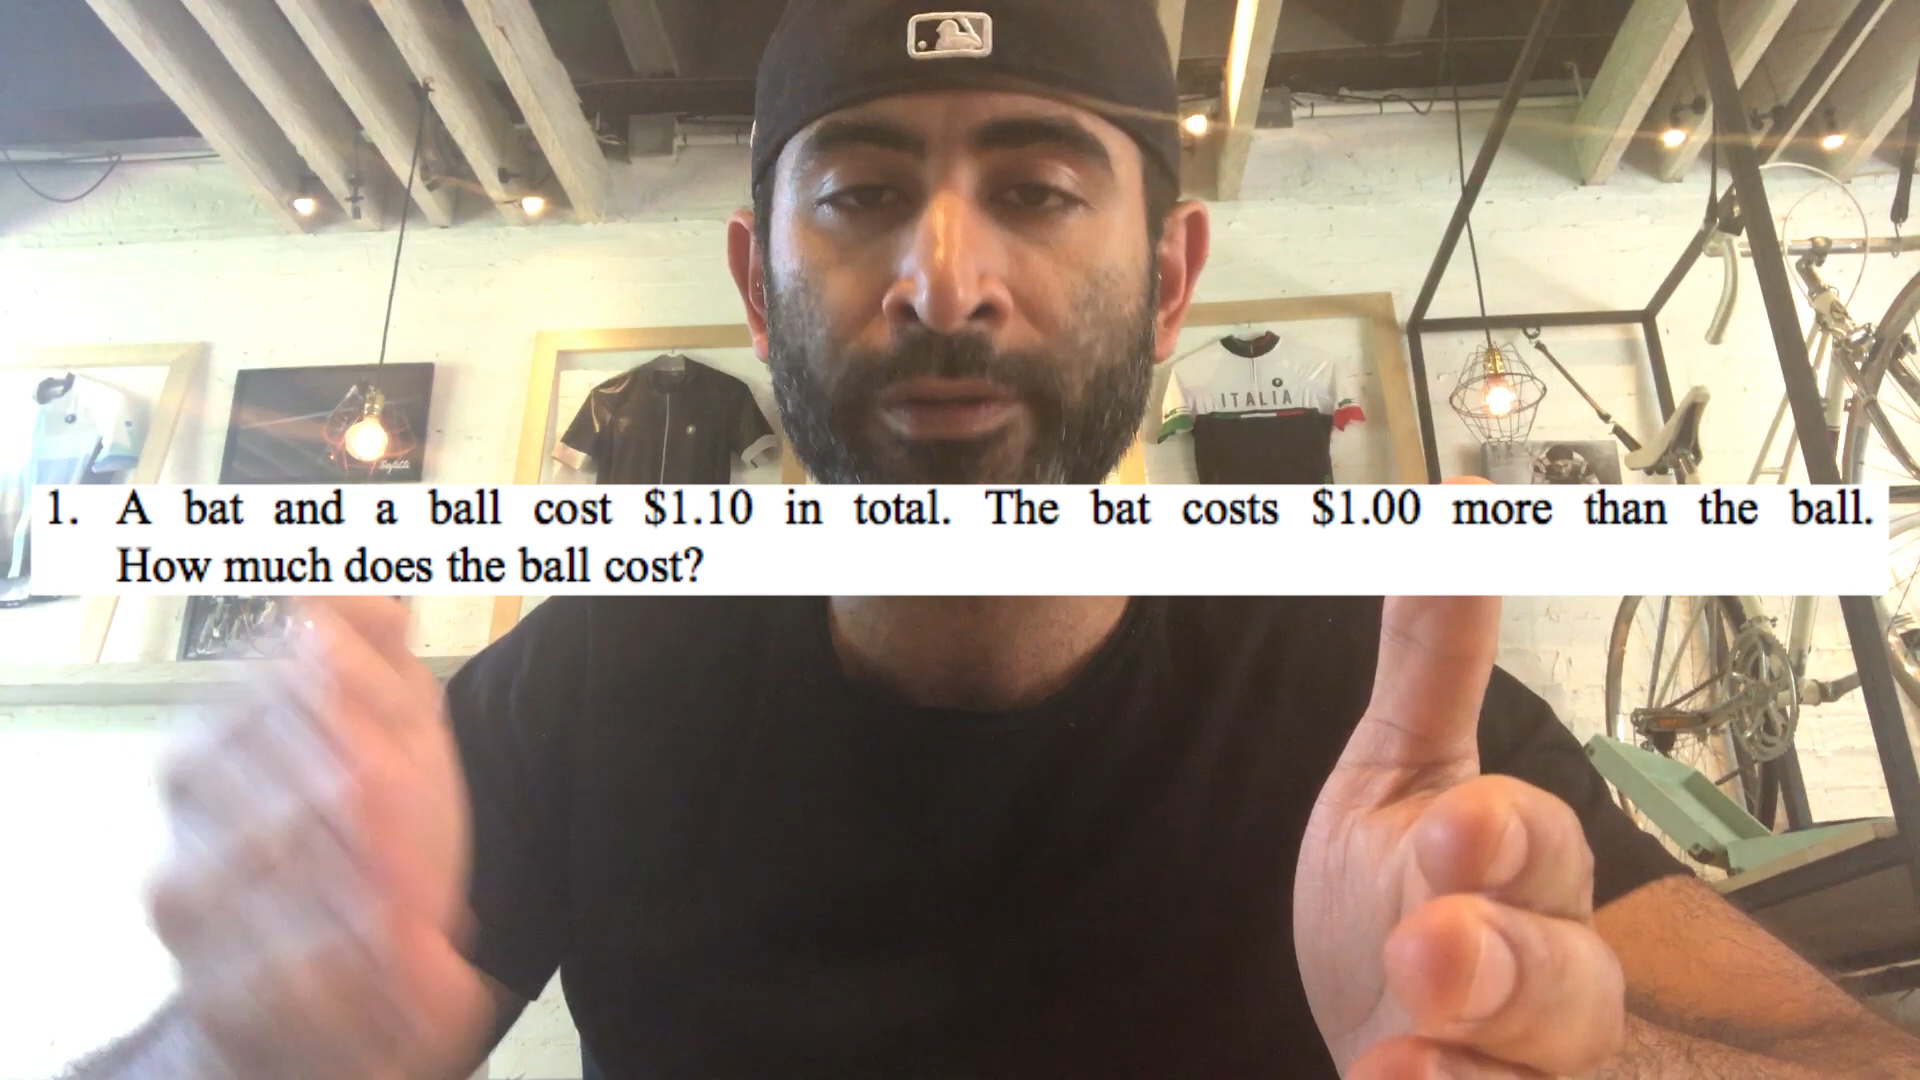 ITALIA
1. A bat and a ball cost $1.10 in total. The bat costs $1.00 more than the ball.
How much does the ball cost?